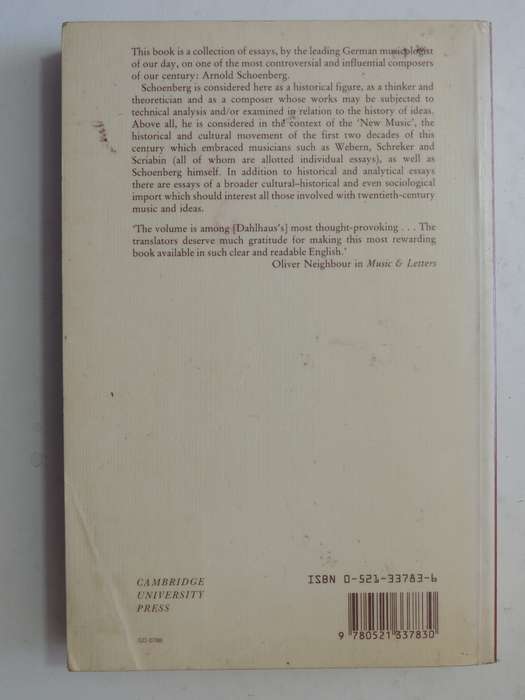 This book is a collection of essays, by the leading German musicologist
of our day, on one of the most controversial and influential composers
of our century: Arnold Schoenberg.
Schoenberg is considered here as a historical figure, as a thinker and
theoretician and as a composer whose works may be subjected to
technical analysis and/or examined in relation to the history of ideas.
Above all, he is considered in the context of the 'New Music', the
historical and cultural movement of the first two decades of this
century which embraced musicians such as Webern, Schreker and
Scriabin (all of whom are allotted individual essays), as well as
Schoenberg himself. In addition to historical and analytical essays
there are essays of a broader cultural–historical and even sociological
import which should interest all those involved with twentieth-century
music and ideas.
'The volume is among [Dahlhaus's] most thought-provoking . . . The
translators deserve much gratitude for making this most rewarding
book available in such clear and readable English.'
Oliver Neighbour in Music & Letters
CAMBRIDGE
UNIVERSITY
PRESS
ISBN 0-521-33783-6
9 780521 337830